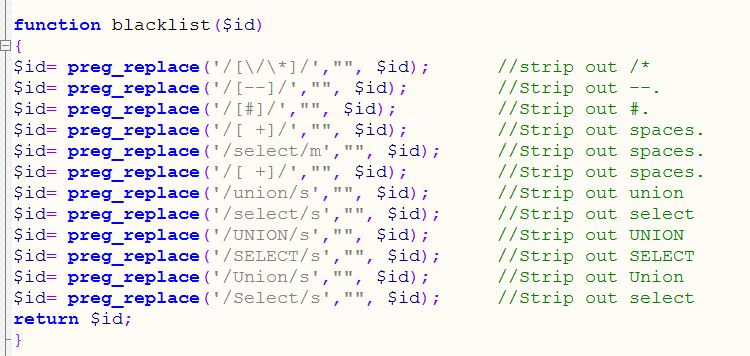 function blacklist($id)
{
$id= preg_replace('/[\/\*]/',"", $id); //strip out /*
$id= preg_replace('/[--]/',"", $id); //Strip out --.
$id= preg_replace('/[#]/',"", $id); //Strip out #.
$id= preg_replace('/[ +]/',"", $id); //Strip out spaces.
$id= preg_replace('/select/m',"", $id); //Strip out spaces.
$id= preg_replace('/[ +]/',"", $id); //Strip out spaces.
$id= preg_replace('/union/s',"", $id); //Strip out union
$id= preg_replace('/select/s',"", $id); //Strip out select
$id= preg_replace('/UNION/s',"", $id); //Strip out UNION
$id= preg_replace('/SELECT/s',"", $id); //Strip out SELECT
$id= preg_replace('/Union/s',"", $id); //Strip out Union
$id= preg_replace('/Select/s',"", $id); //Strip out select
return $id;
}